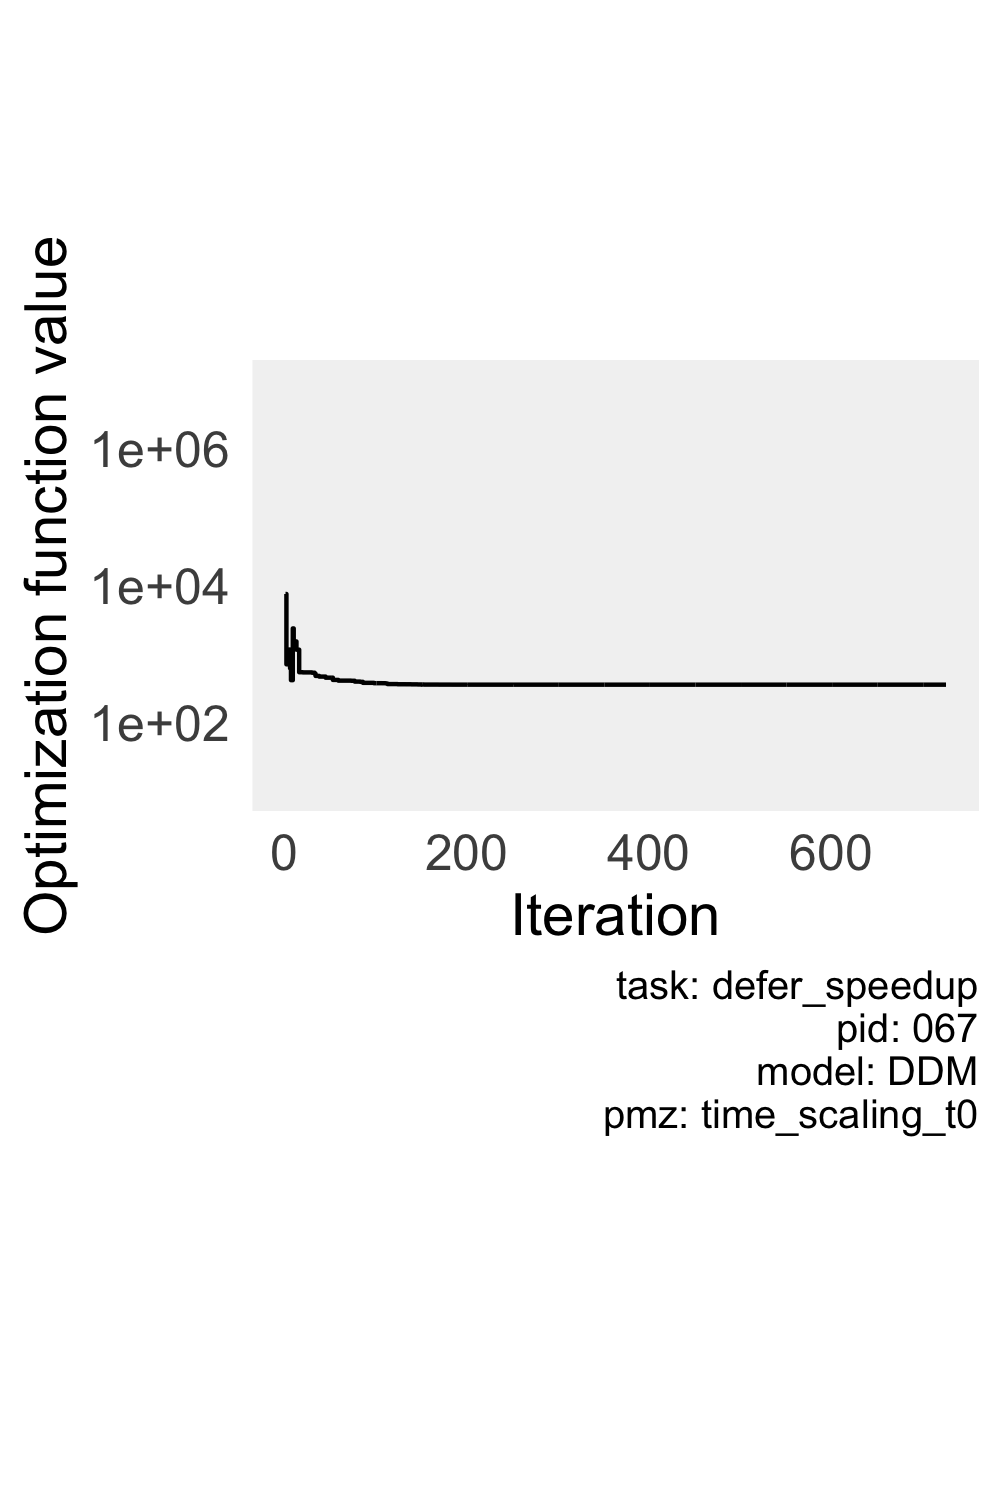 Optimization function value
1e+06
1e+04
1e+02
0 200 400 600
Iteration
task: defer_speedup
pid: 067
model: DDM
pmz: time_scaling_t0